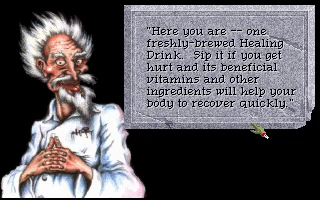 "Here you are -- one
freshly-brewed Healing
Drink.  Sip it if you get
hurt and its beneficial
vitamins and other
ingredients will help your
body to recover quickly."